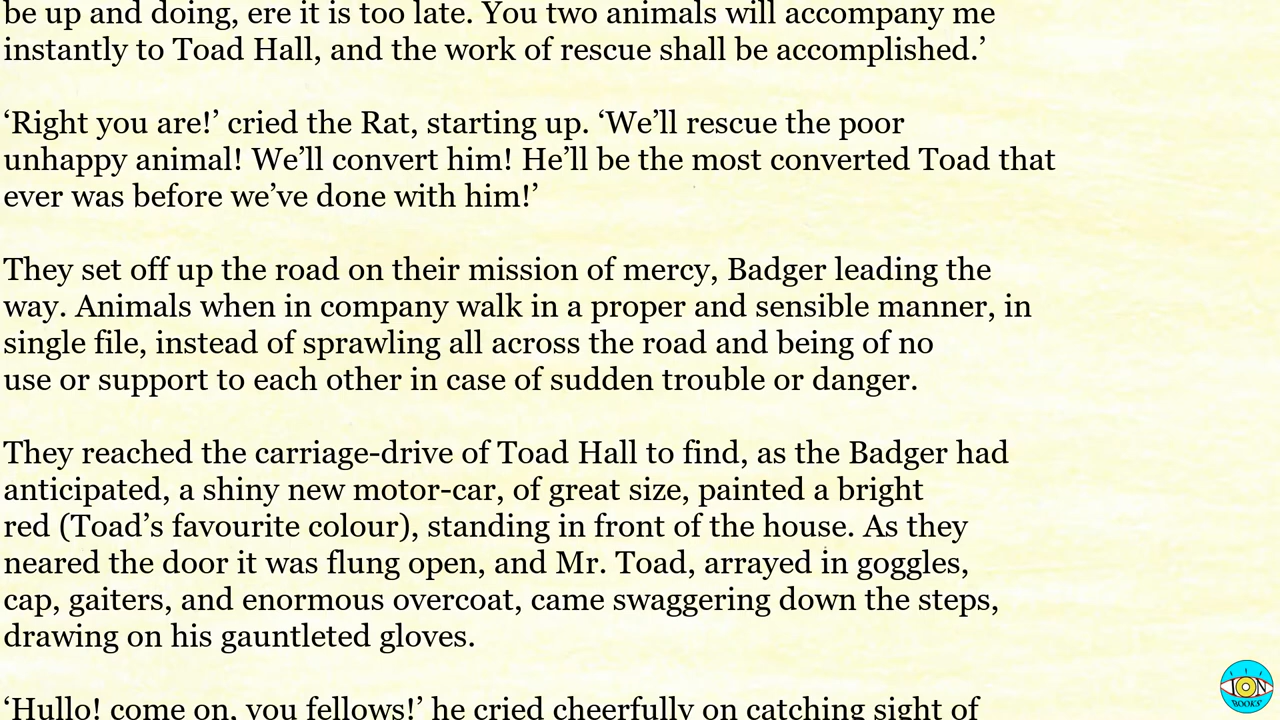 be up and doing, ere it is too late. You two animals will accompany me
instantly to Toad Hall, and the work of rescue shall be accomplished.’
‘Right you are!’ cried the Rat, starting up. ‘We’ll rescue the poor
unhappy animal! We’ll convert him! He’ll be the most converted Toad that
ever was before we’ve done with him!’
They set off up the road on their mission of mercy, Badger leading the
way. Animals when in company walk in a proper and sensible manner, in
single file, instead of sprawling all across the road and being of no
use or support to each other in case of sudden trouble or danger.
They reached the carriage-drive of Toad Hall to find, as the Badger had
anticipated, a shiny new motor-car, of great size, painted a bright
red (Toad’s favourite colour), standing in front of the house. As they
neared the door it was flung open, and Mr. Toad, arrayed in goggles,
cap, gaiters, and enormous overcoat, came swaggering down the steps,
drawing on his gauntleted gloves.
‘Hullo! come on, you fellows!’ he cried cheerfully on catching sight of
ION
BOOKS